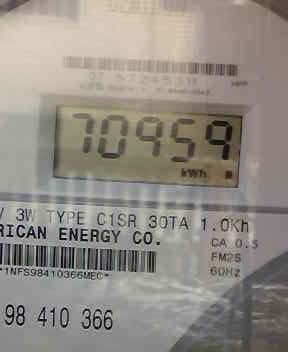 70959
kWh
V 3W TYPE C1SR 30TA 1.0Kh
RICAN ENERGY CO.
CA 0.5
FM2S
60Hz
*1NFS98410366MEC*
98 410 366